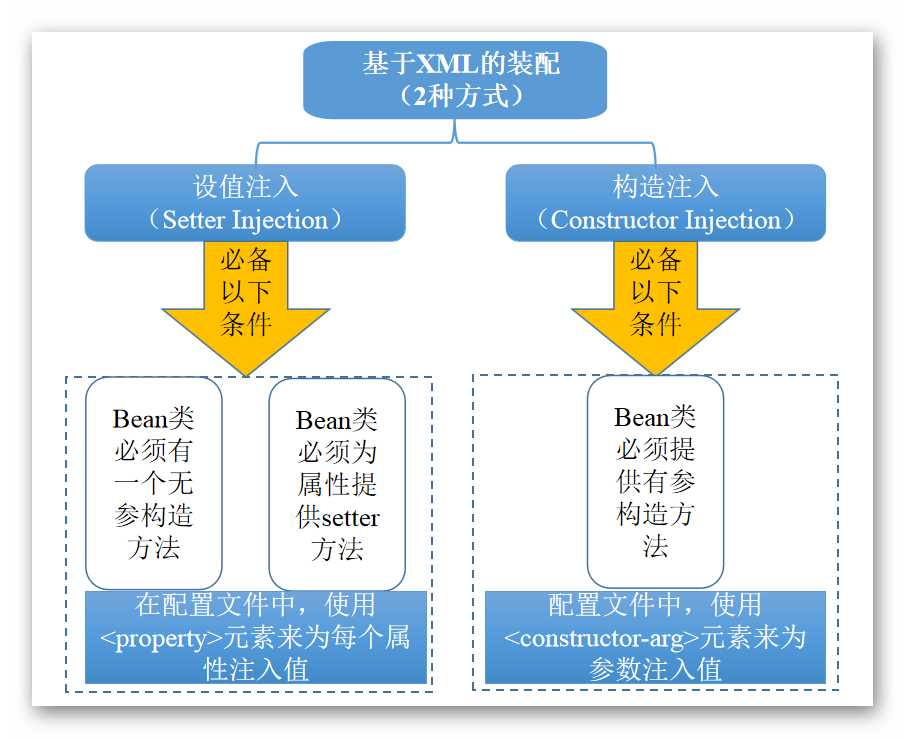 基于XML的装配
（2种方式）
设值注入
（Setter Injection）
构造注入
（Constructor Injection）
必备
以下
条件
必备
以下
条件
Bean类
必须有
一个无
参构造
方法
Bean类
必须为
属性提
供setter
方法
Bean类
必须提
供有参
构造方
法
在配置文件中，使用
<property>元素来为每个属
性注入值
配置文件中，使用
<constructor-arg>元素来为
参数注入值